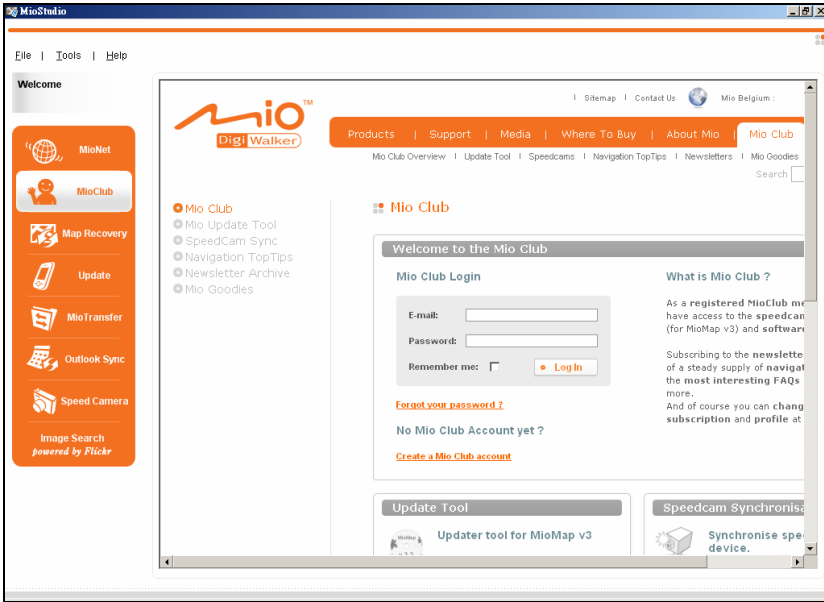 MioStudio
File | Tools | Help
Welcome
MioNet
MioClub
Map Recovery
Update
MioTransfer
Outlook Sync
Speed Camera
Image Search
powered by Flickr
mio TM
Digi Walker
| Sitemap | Contact Us Mio Belgium :
Products | Support | Media | Where To Buy | About Mio | Mio Club
Mio Club Overview | Update Tool | Speedcams | Navigation TopTips | Newsletters | Mio Goodies
Search
Mio Club
Mio Update Tool
SpeedCam Sync
Navigation TopTips
Newsletter Archive
Mio Goodies
Mio Club
Welcome to the Mio Club
Mio Club Login
E-mail:
Password:
Remember me:
Log In
Forgot your password ?
No Mio Club Account yet ?
Create a Mio Club account
What is Mio Club ?
As a registered MioClub me
have access to the speedcan
(for MioMap v3) and software
Subscribing to the newslette
of a steady supply of navigat
the most interesting FAQs
more.
And of course you can chang
subscription and profile at
Update Tool
Updater tool for MioMap v3
Speedcam Synchronisa
Synchronise spe
device.